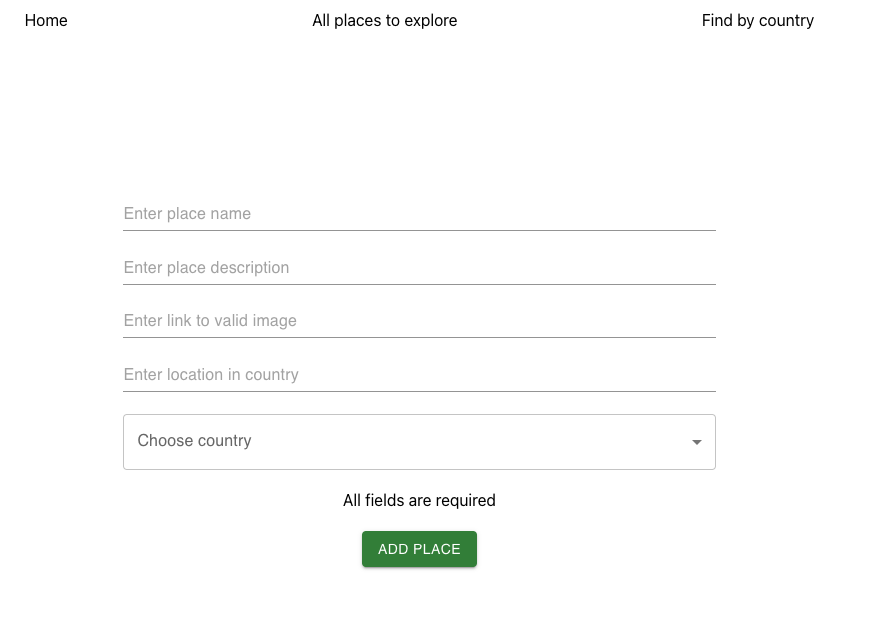 Home All places to explore Find by country
Enter place name
Enter place description
Enter link to valid image
Enter location in country
Choose country
All fields are required
ADD PLACE